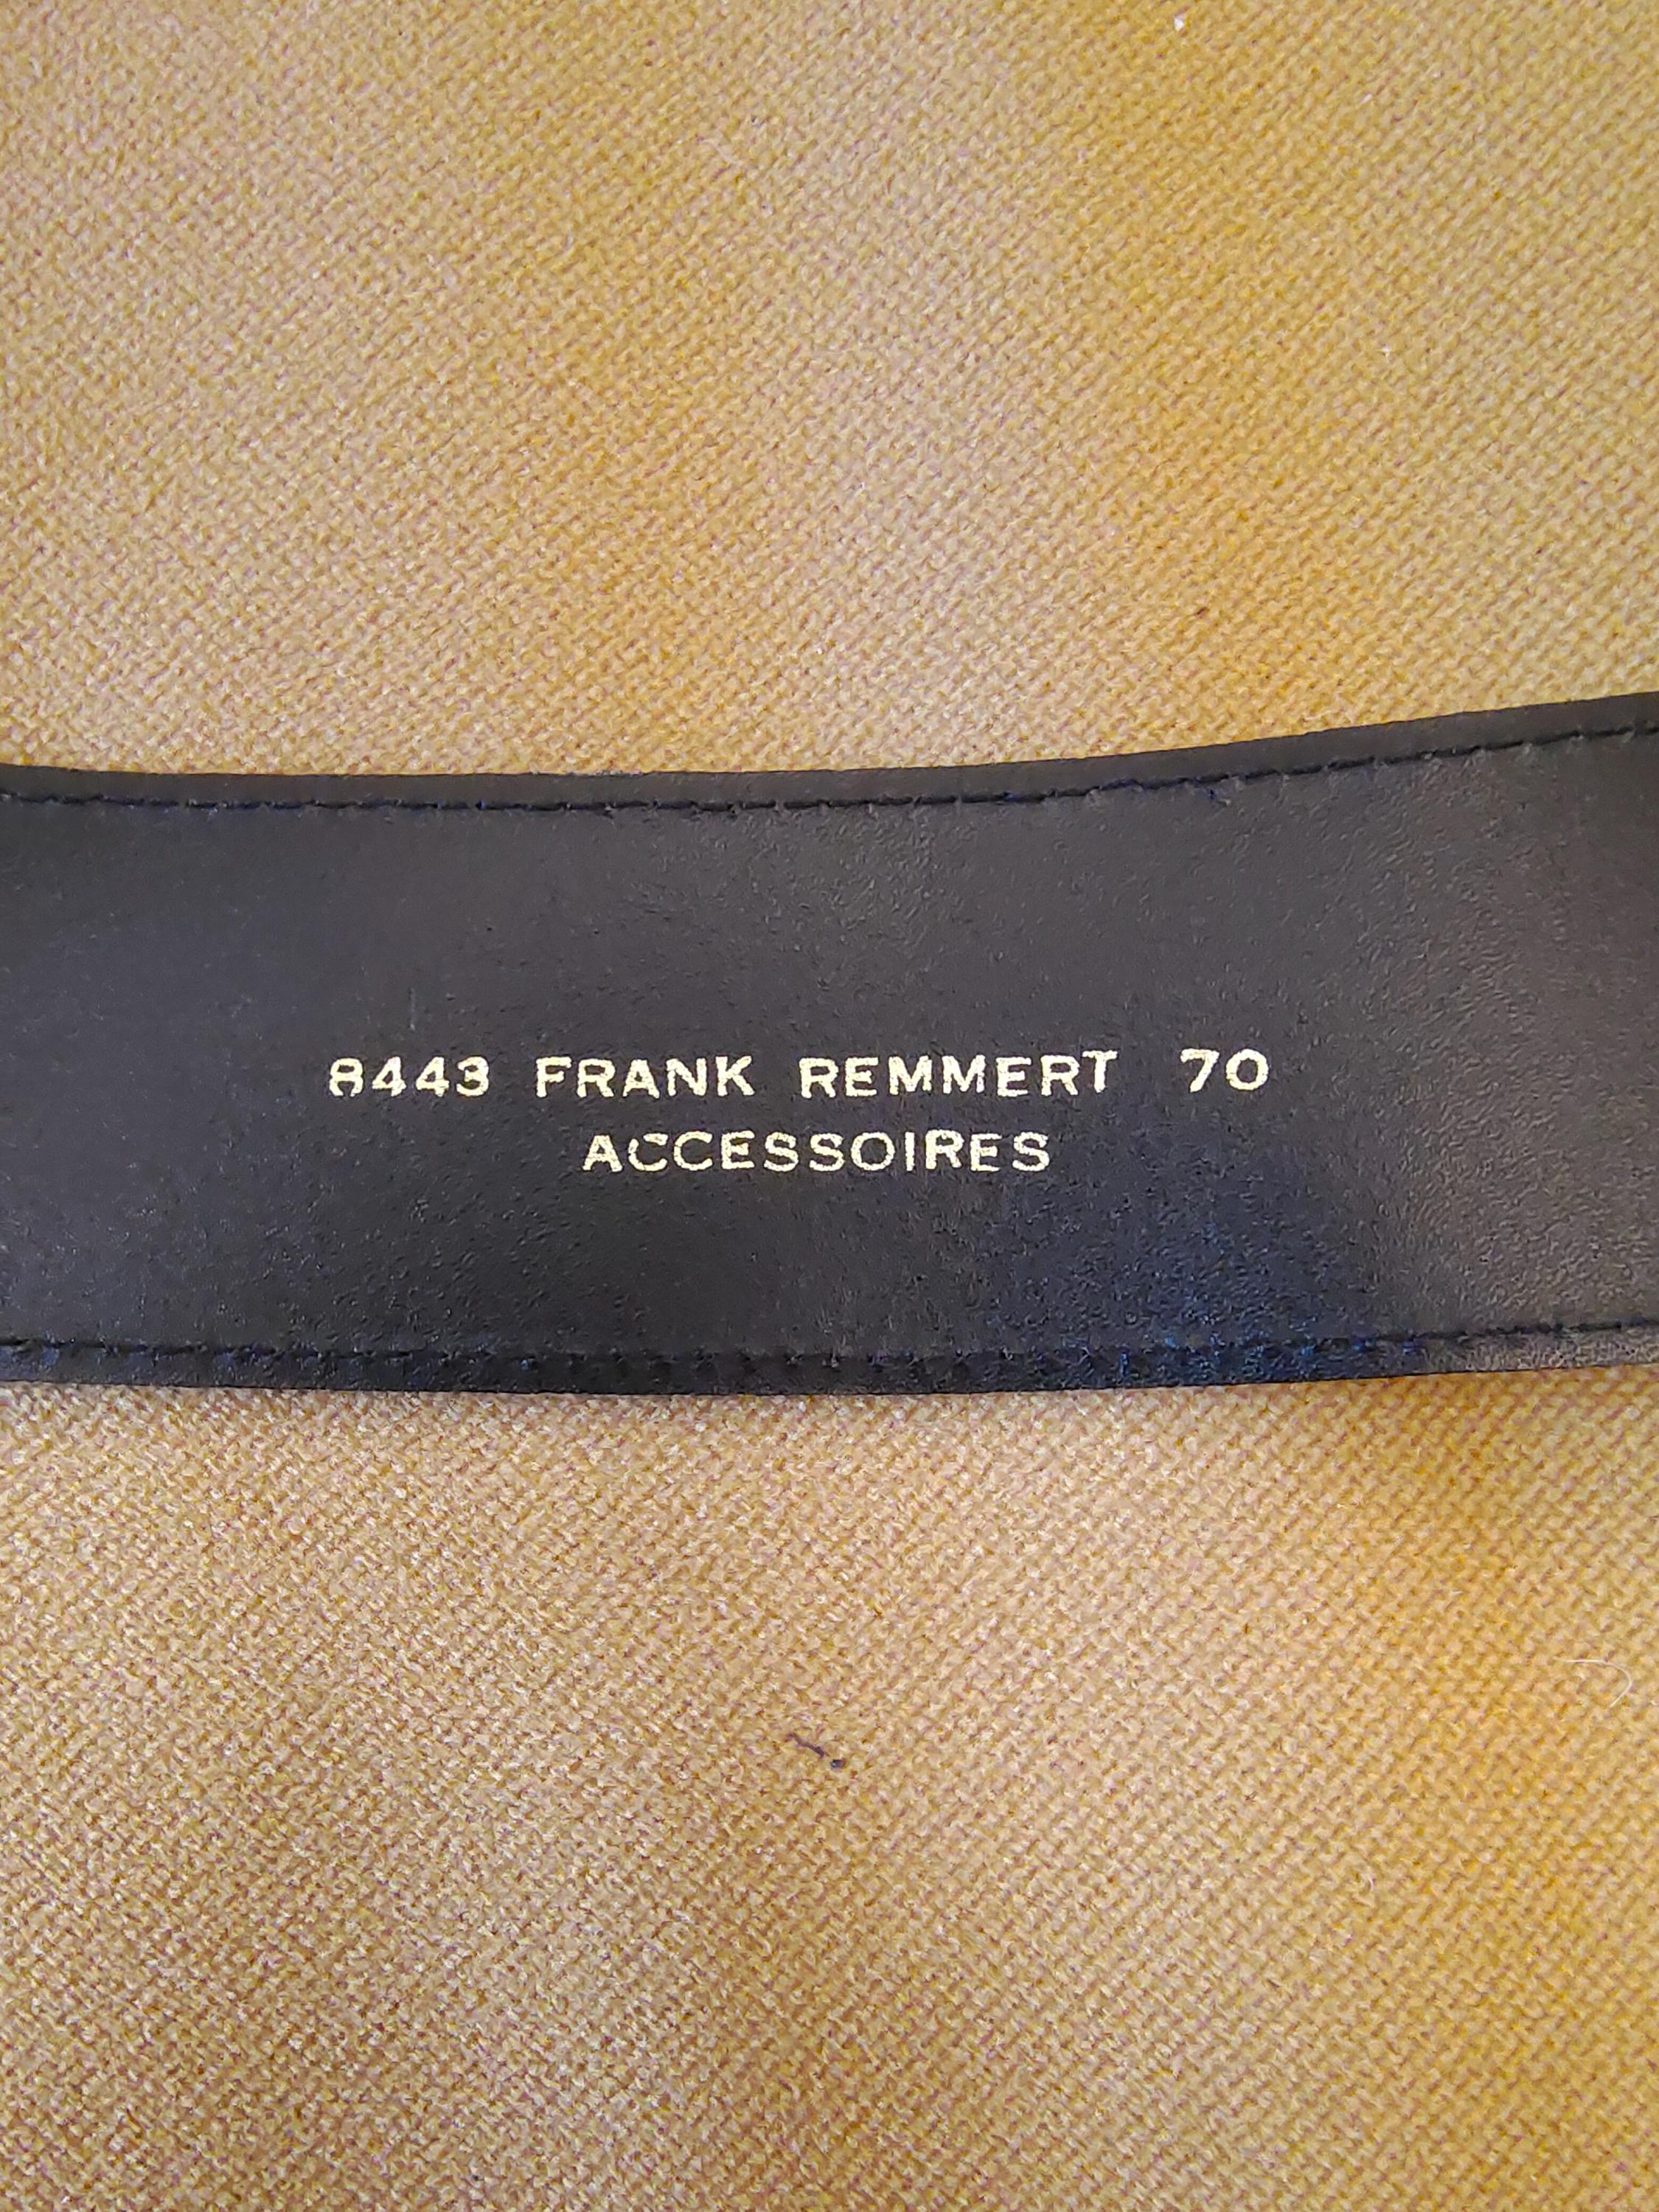 8443 FRANK REMMERT 70
ACCESSOIRES